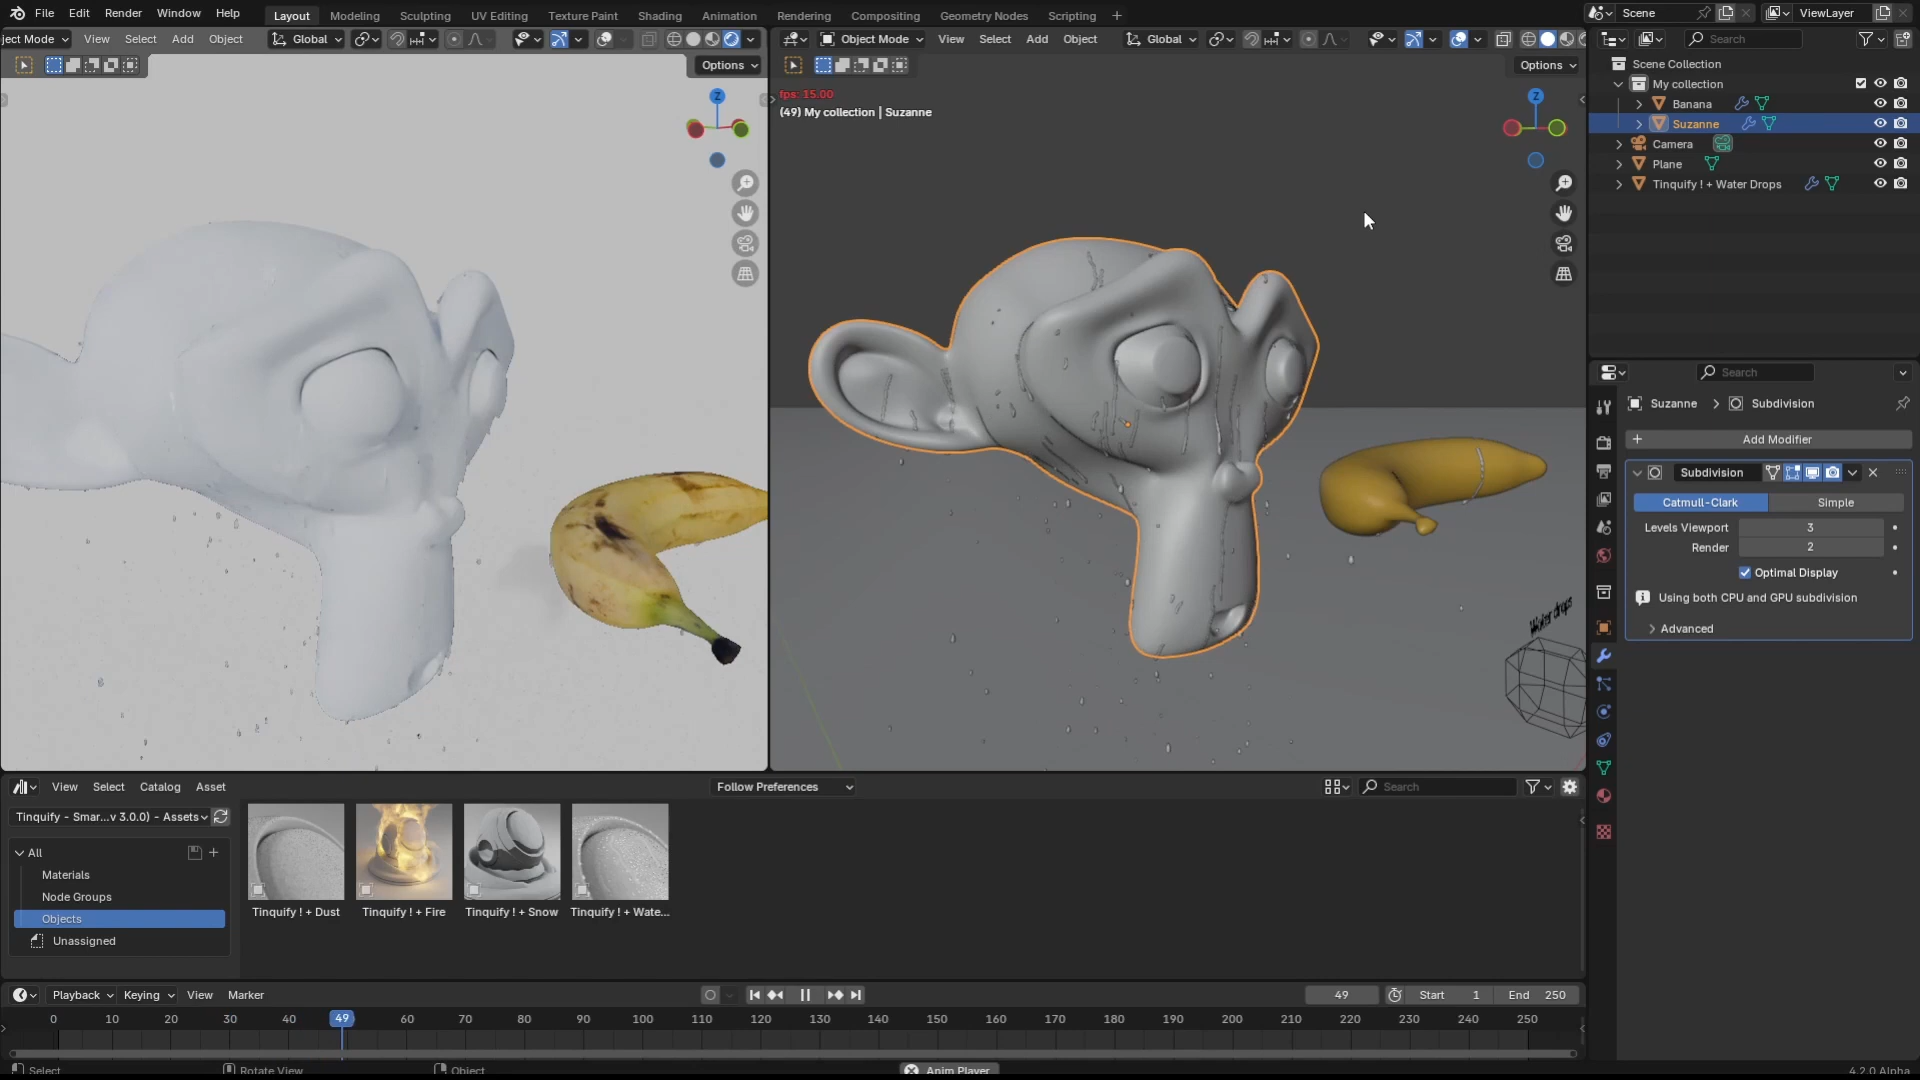 File Edit Render Window Help Layout Modeling Sculpting UV Editing Texture Paint Shading Animation Rendering Compositing Geometry Nodes Scripting + Scene ViewLayer
ject Mode View Select Add Object Global
Object Mode View Select Add Object Global
Search
Options
Options
Z
Z
fps: 15.00
(49) My collection | Suzanne
Scene Collection
My collection
Banana
Suzanne
Camera
Plane
Tinquify ! + Water Drops
Search
Suzanne > Subdivision
+ Add Modifier
Subdivision
Catmull-Clark Simple
Levels Viewport 3
Render 2
Optimal Display
Using both CPU and GPU subdivision
Advanced
Water drops
View Select Catalog Asset Follow Preferences Search
Tinquify - Smar...v 3.0.0) - Assets
All
Materials
Node Groups
Objects
Unassigned
Tinquify ! + Dust Tinquify ! + Fire Tinquify ! + Snow Tinquify ! + Wate...
Playback Keying View Marker 49 Start 1 End 250
0 10 20 30 40 49 60 70 80 90 100 110 120 130 140 150 160 170 180 190 200 210 220 230 240 250
Select Rotate View Object Anim Player 4.2.0 Alpha